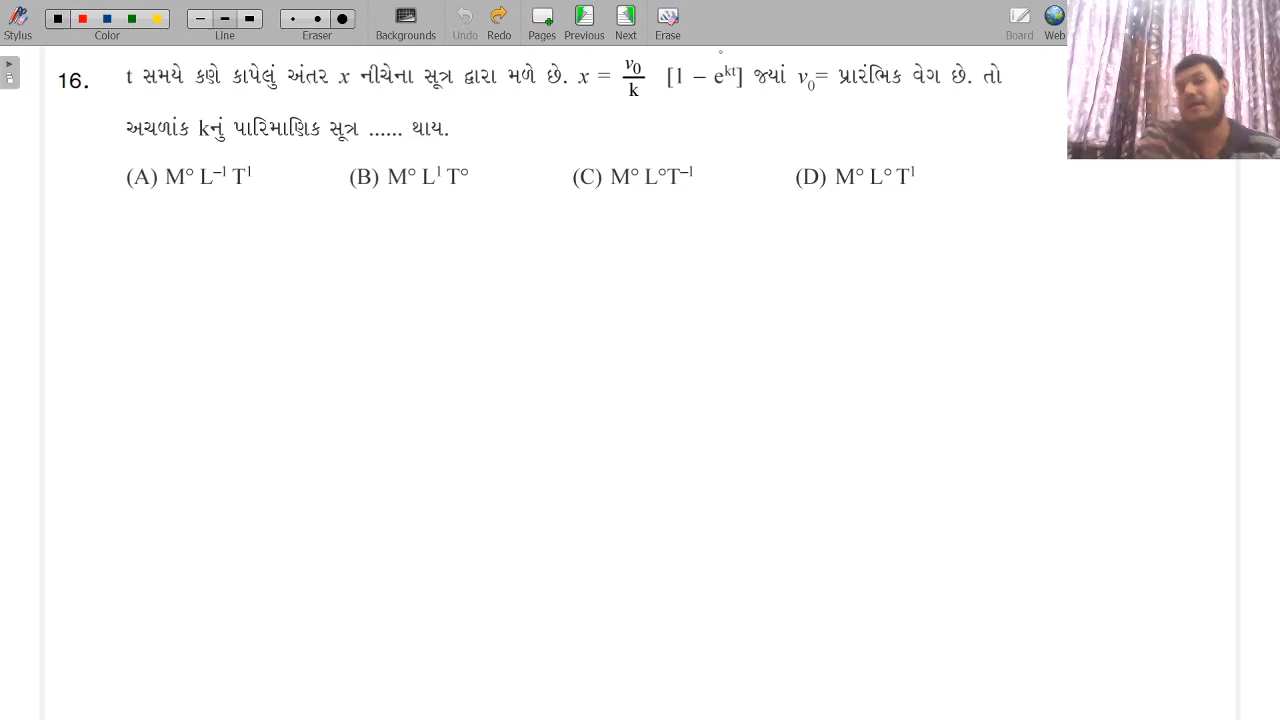 Stylus Color Line Eraser Backgrounds Undo Redo Pages Previous Next Erase Board Web
16. t સમયે કણે કાપેલું અંતર x નીચેના સૂત્ર દ્વારા મળે છે. x = v₀/k [1 – eᵏᵗ] જ્યાં v₀= પ્રારંભિક વેગ છે. તો
અચળાંક kનું પારિમાણિક સૂત્ર ...... થાય.
(A) M° L⁻¹ T¹ (B) M° L¹ T° (C) M° L°T⁻¹ (D) M° L° T¹